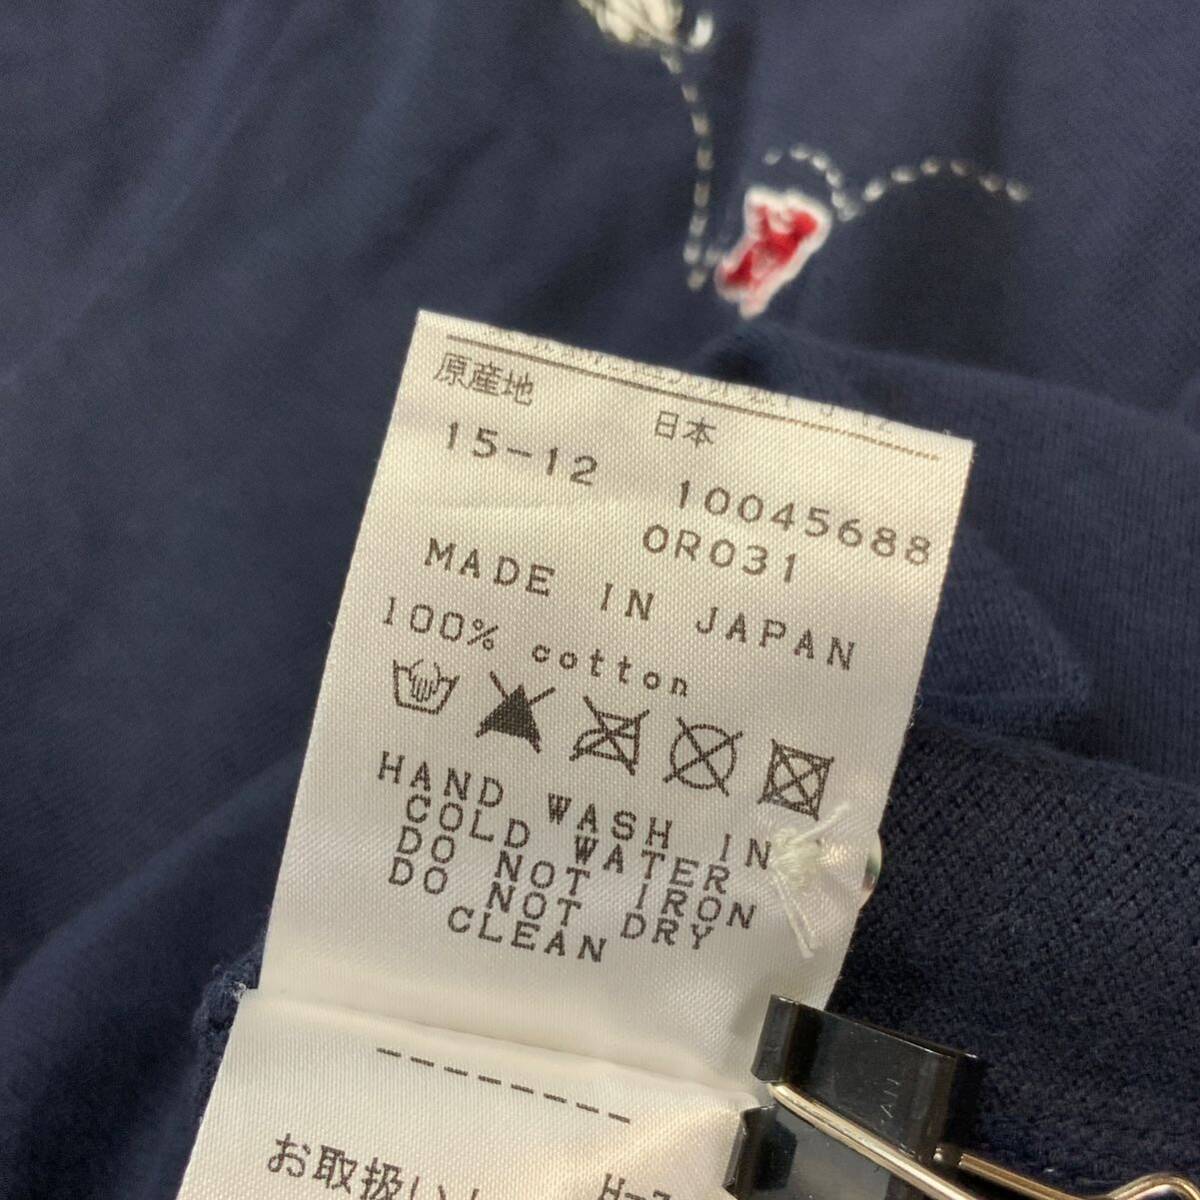 原産地 日本
15-12 10045688
0R031
MADE IN JAPAN
100% cotton
HAND WASH IN
COLD WATER
DO NOT IRON
DO NOT DRY
CLEAN
お取扱い